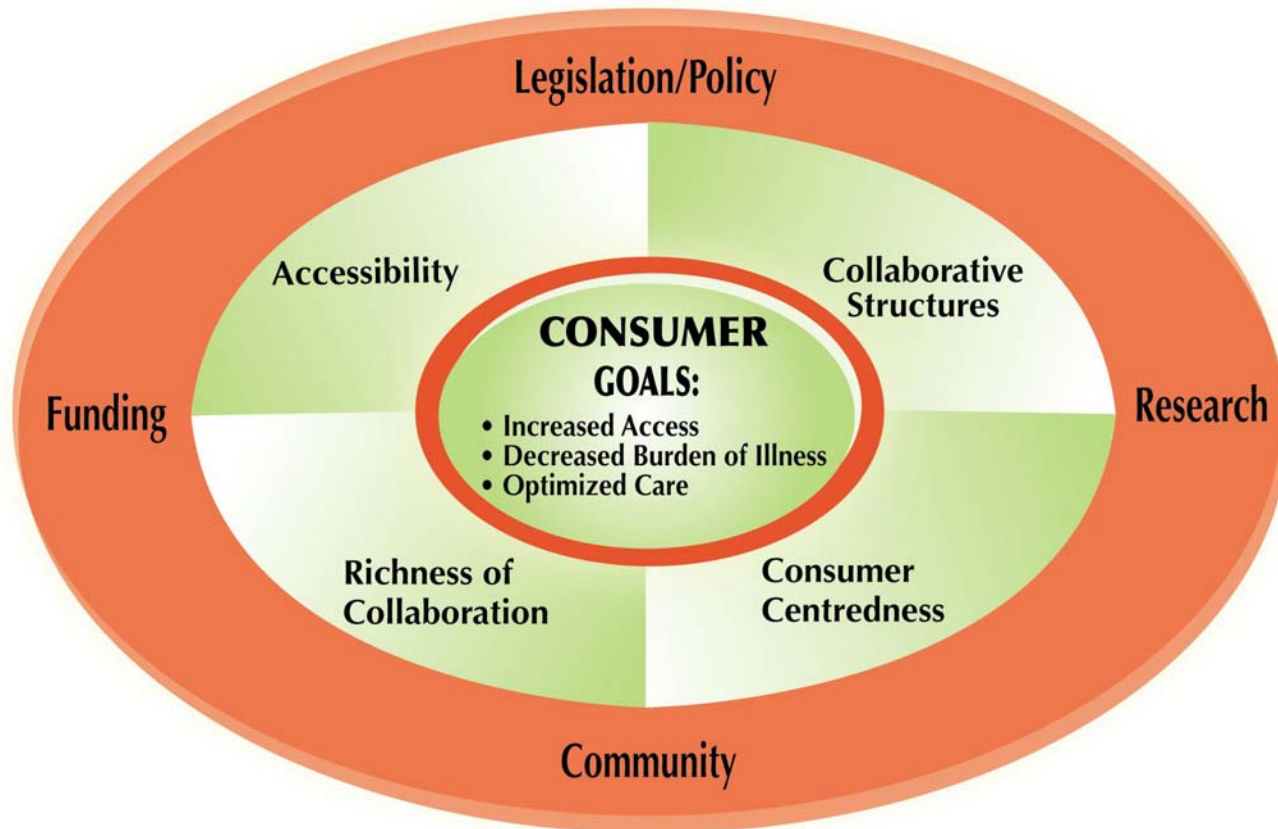 Legislation/Policy
Accessibility
Collaborative
Structures
CONSUMER
GOALS:
• Increased Access
• Decreased Burden of Illness
• Optimized Care
Funding
Research
Richness of
Collaboration
Consumer
Centredness
Community